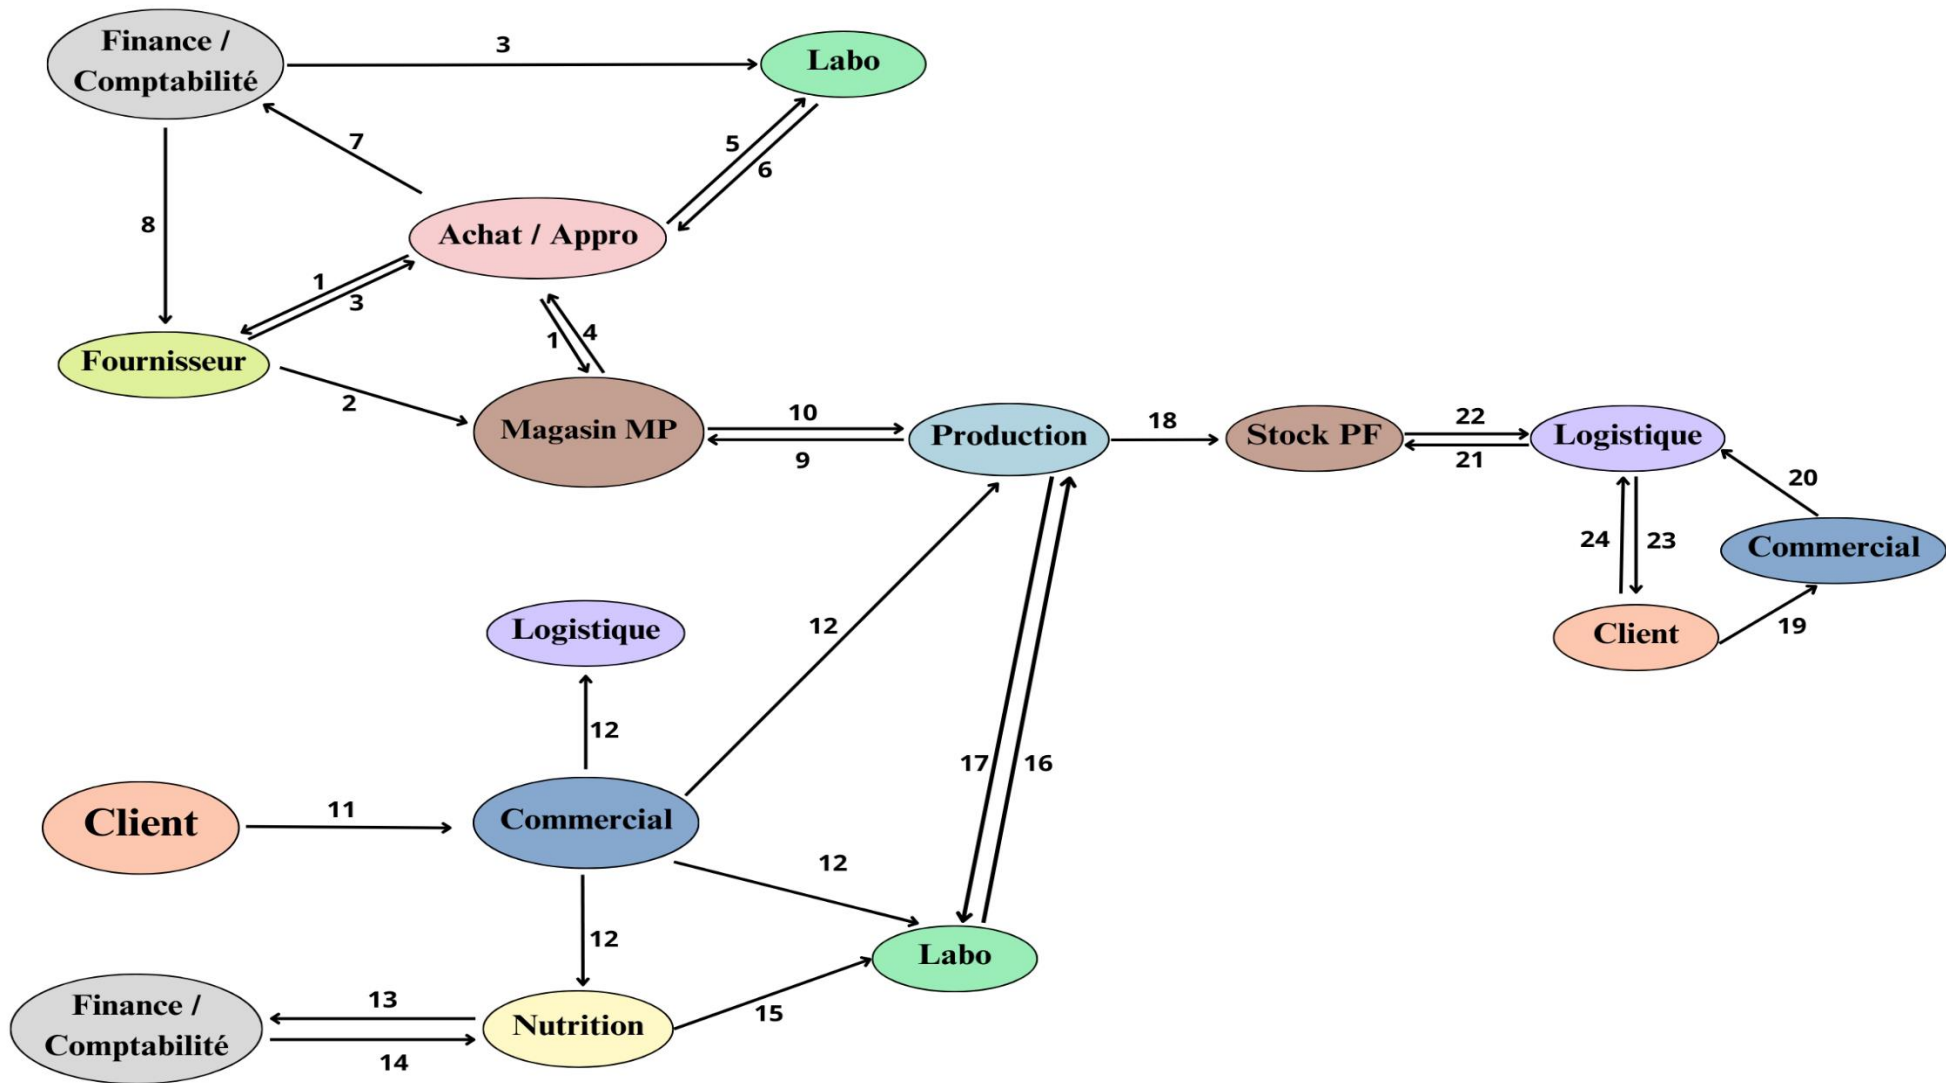 Finance /
Comptabilité
3
Labo
7
5
6
8
Achat / Appro
1
3
1
4
Fournisseur
2
Magasin MP
10
9
Production
18
Stock PF
22
21
Logistique
20
24
23
Commercial
Client
19
Logistique
12
12
17
16
Client
11
Commercial
12
12
Labo
Finance /
Comptabilité
13
14
Nutrition
15